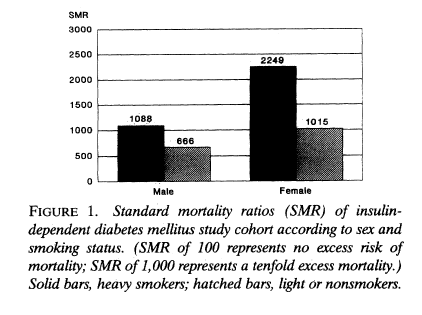 SMR
3000
2500
2000
1500
1000
500
0
2249
1088
1015
666
Male Female
FIGURE 1. Standard mortality ratios (SMR) of insulin-
dependent diabetes mellitus study cohort according to sex and
smoking status. (SMR of 100 represents no excess risk of
mortality; SMR of 1,000 represents a tenfold excess mortality.)
Solid bars, heavy smokers; hatched bars, light or nonsmokers.